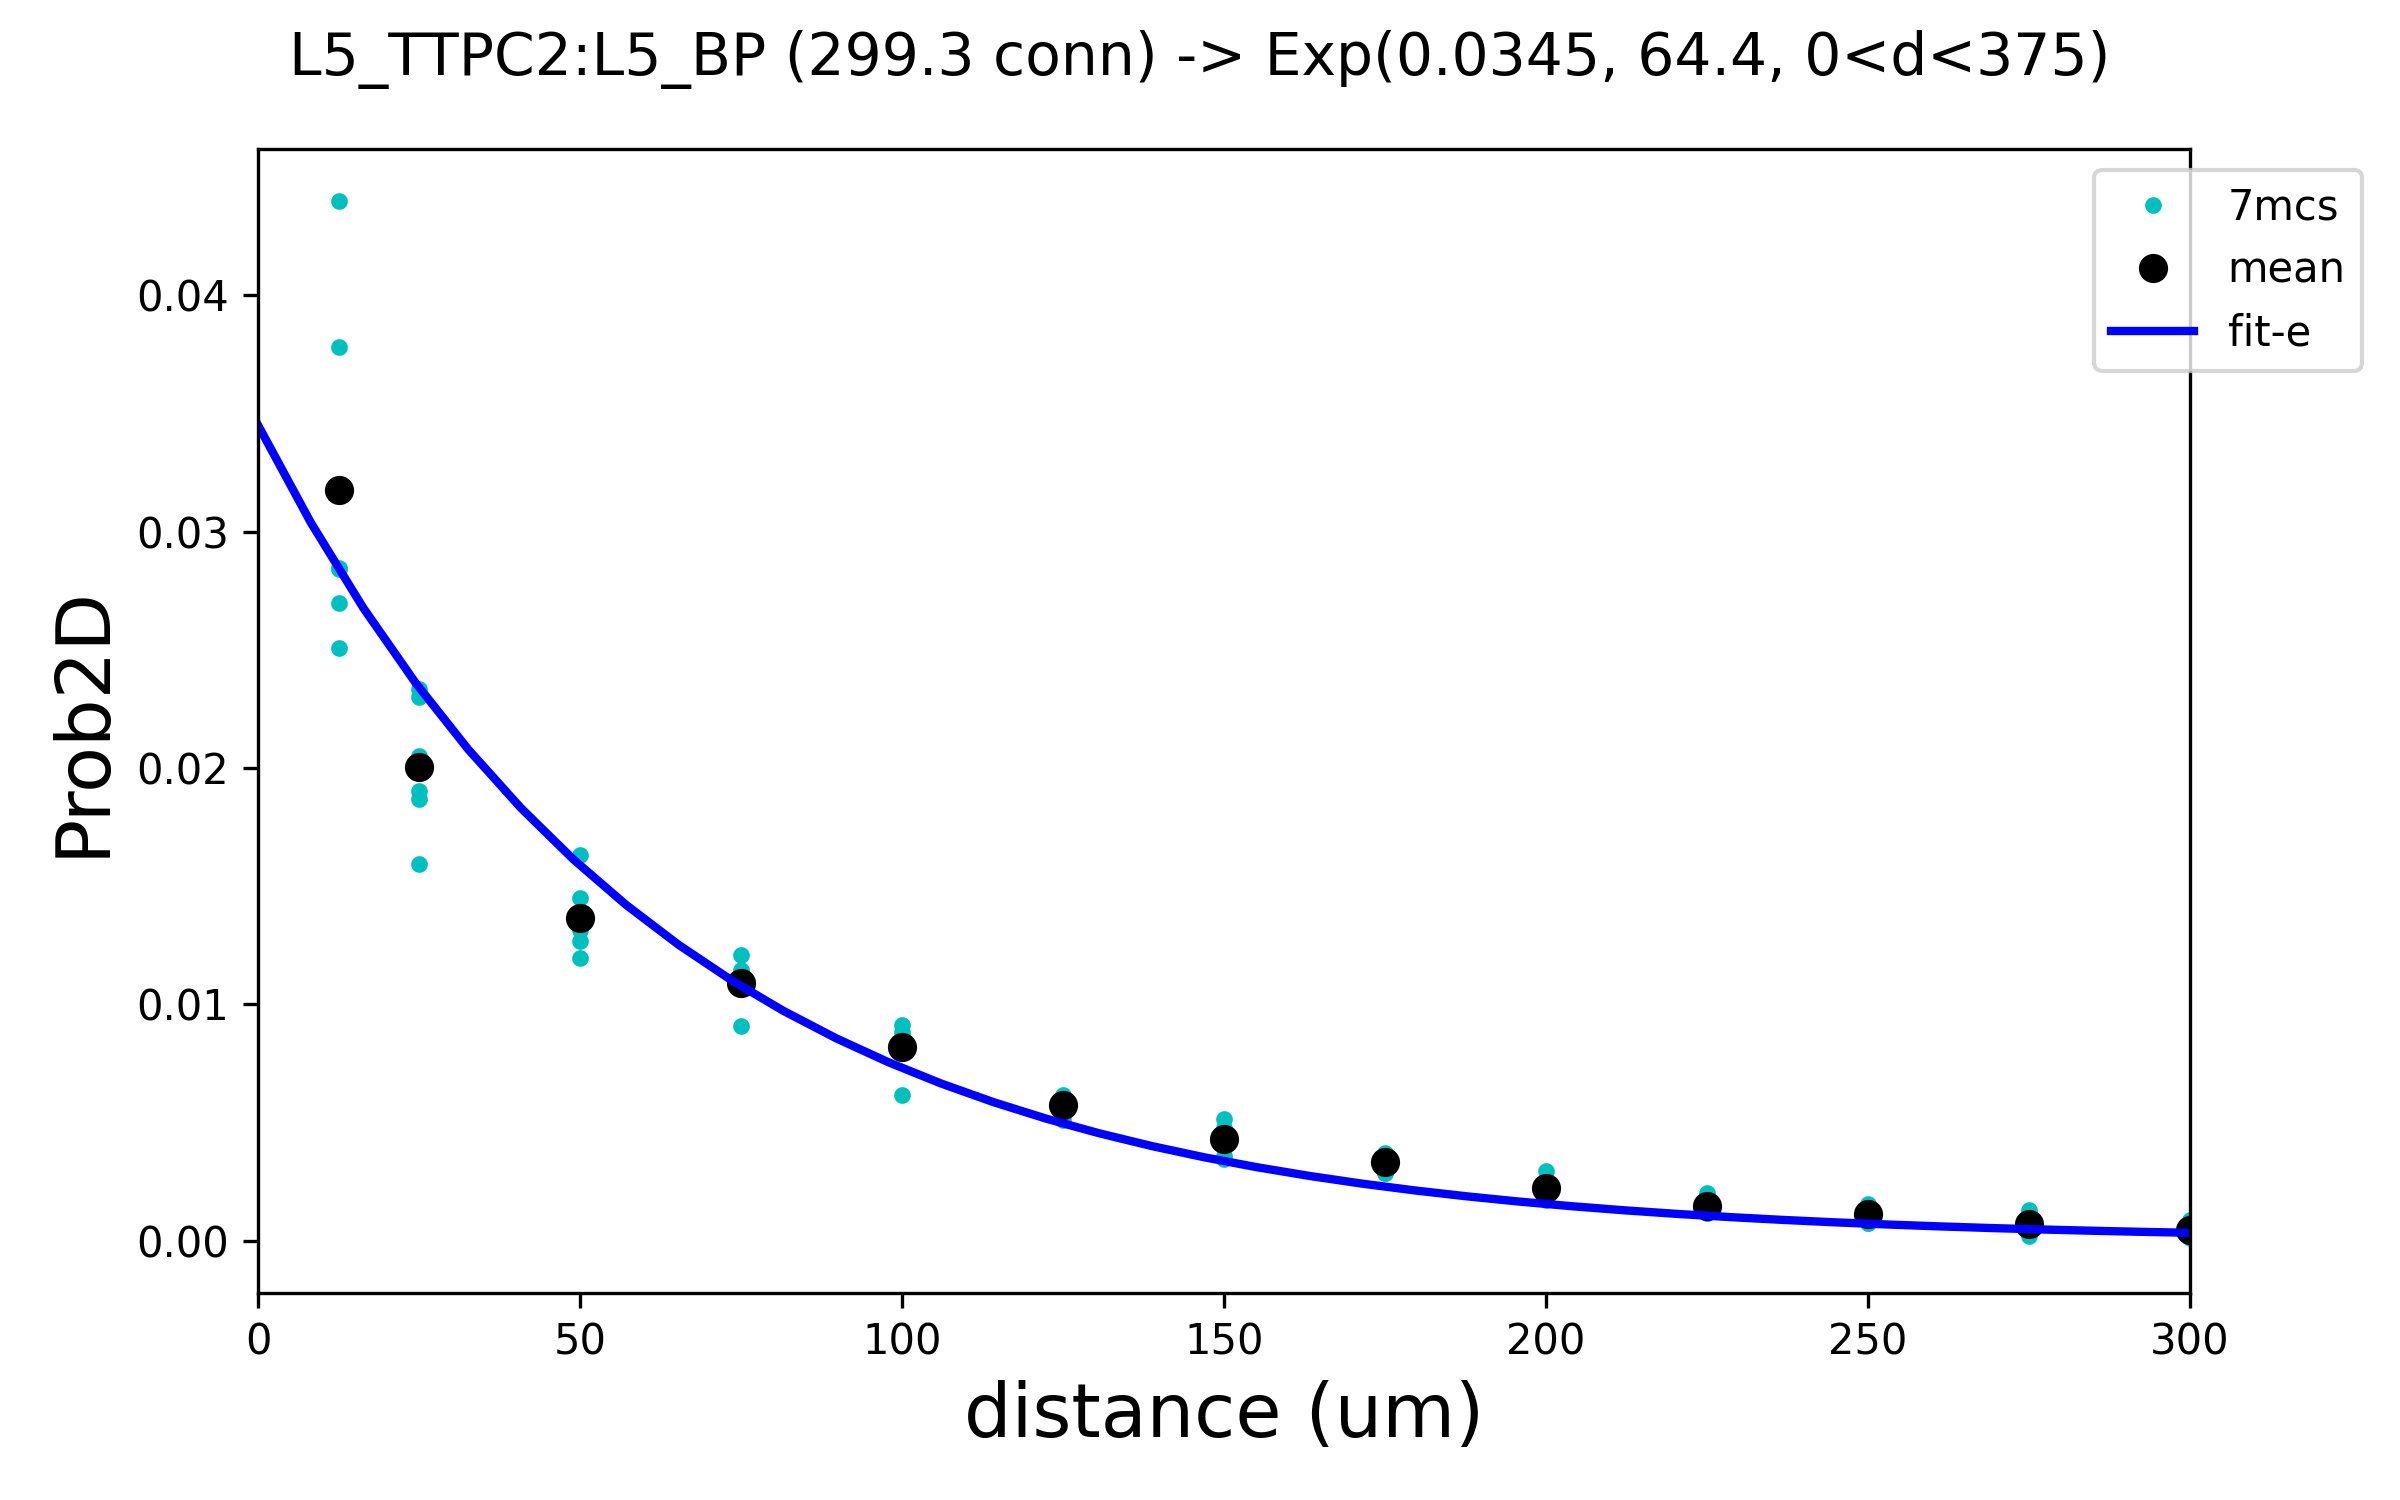 L5_TTPC2:L5_BP (299.3 conn) -> Exp(0.0345, 64.4, 0<d<375)
7mcs
mean
fit-e
0.04
0.03
0.02
0.01
0.00
Prob2D
0 50 100 150 200 250 300
distance (um)